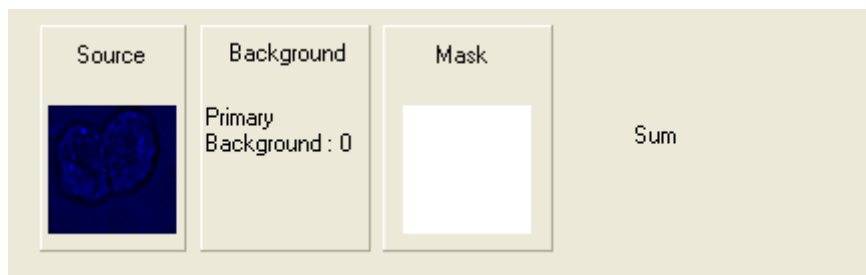 Source
Background
Mask
Primary
Background : 0
Sum